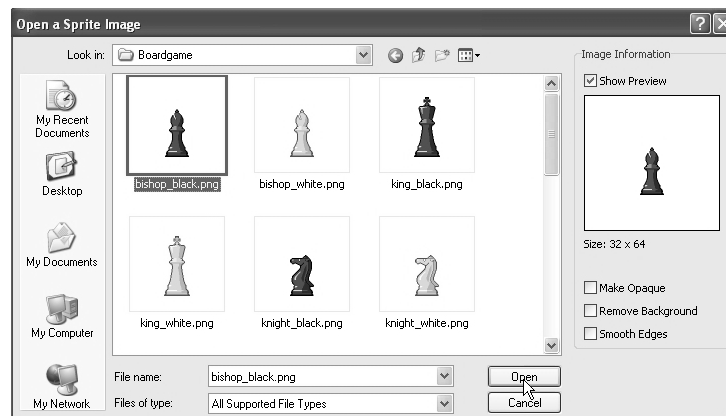 Open a Sprite Image
Look in:
Boardgame
My Recent
Documents
Desktop
My Documents
My Computer
My Network
bishop_black.png
bishop_white.png
king_black.png
king_white.png
knight_black.png
knight_white.png
File name:
bishop_black.png
Open
Files of type:
All Supported File Types
Cancel
Image Information
Show Preview
Size: 32 x 64
Make Opaque
Remove Background
Smooth Edges